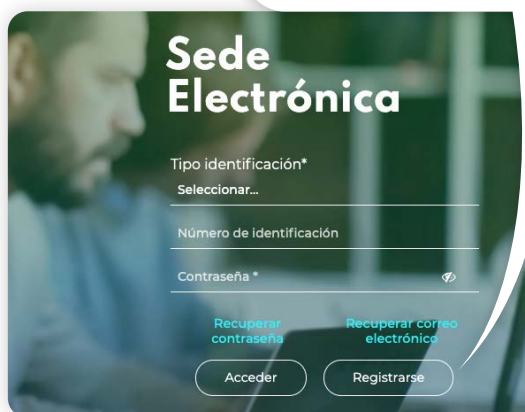 Sede
Electrónica
Tipo identificación*
Seleccionar...
Número de identificación
Contraseña *
Recuperar contraseña
Recuperar correo electrónico
Acceder
Registrarse